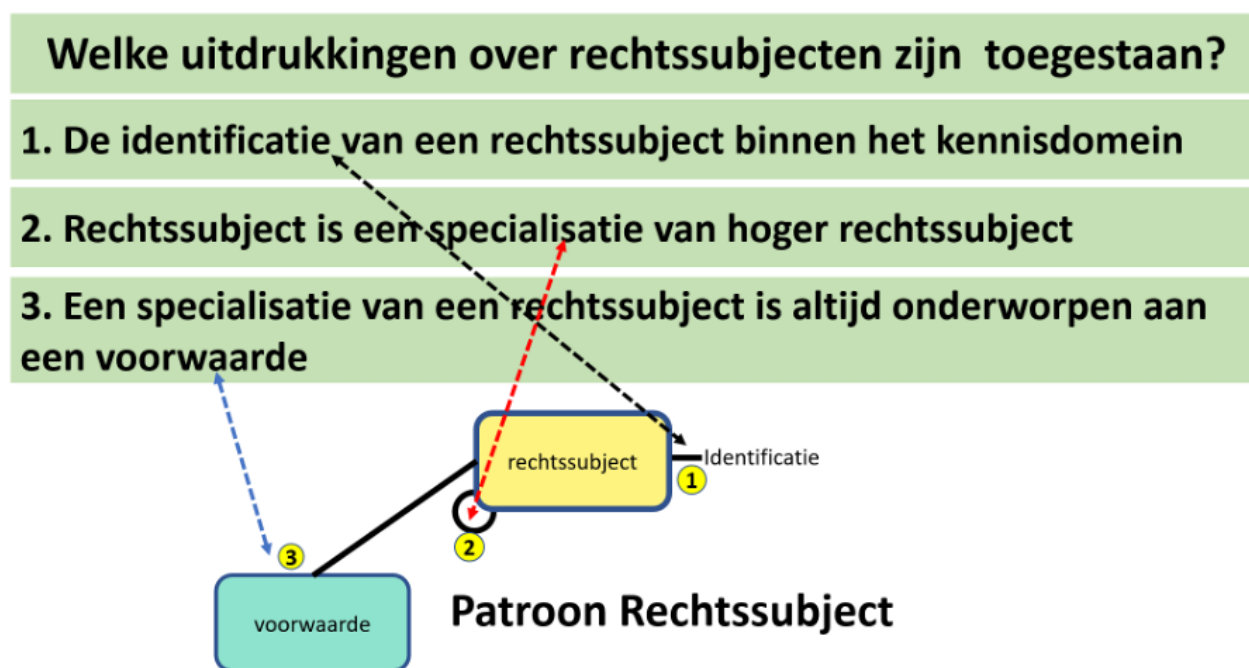 Welke uitdrukkingen over rechtssubjecten zijn toegestaan?
1. De identificatie van een rechtssubject binnen het kennisdomein
2. Rechtssubject is een specialisatie van hoger rechtssubject
3. Een specialisatie van een rechtssubject is altijd onderworpen aan
een voorwaarde
rechtssubject
Identificatie
1
2
3
voorwaarde
Patroon Rechtssubject